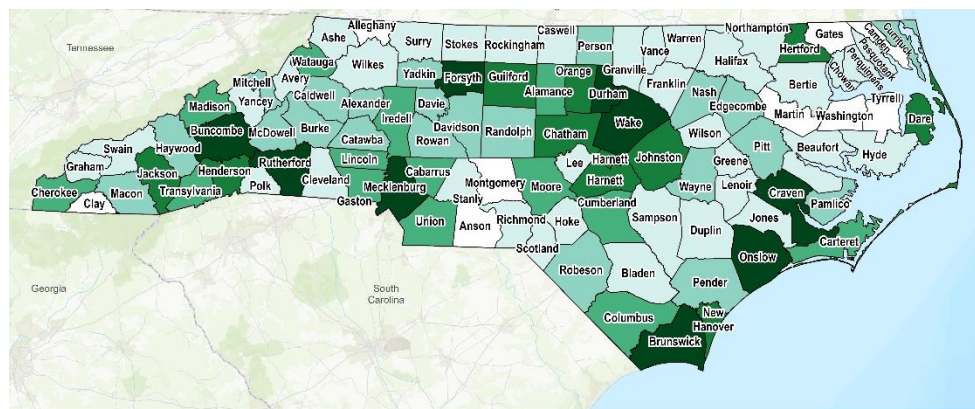 Tennessee
Alleghany
Ashe
Surry
Stokes
Rockingham
Caswell
Person
Vance
Warren
Northampton
Gates
Camden
Currituck
Pasquotank
Perquimans
Chowan
Hertford
Halifax
Granville
Watauga
Wilkes
Yadkin
Forsyth
Guilford
Orange
Alamance
Durham
Franklin
Bertie
Mitchell
Avery
Yancey
Caldwell
Alexander
Davie
Iredell
Nash
Edgecombe
Martin
Washington
Tyrrell
Dare
Madison
Buncombe
McDowell
Burke
Catawba
Rowan
Davidson
Randolph
Chatham
Wake
Wilson
Pitt
Beaufort
Hyde
Swain
Haywood
Graham
Jackson
Henderson
Rutherford
Cleveland
Lincoln
Cabarrus
Mecklenburg
Gaston
Montgomery
Stanly
Moore
Lee
Harnett
Harnett
Johnston
Greene
Wayne
Lenoir
Craven
Pamlico
Cherokee
Clay
Macon
Transylvania
Polk
Union
Anson
Richmond
Hoke
Scotland
Cumberland
Sampson
Duplin
Jones
Carteret
Onslow
Georgia
South
Carolina
Robeson
Bladen
Pender
Columbus
New
Hanover
Brunswick